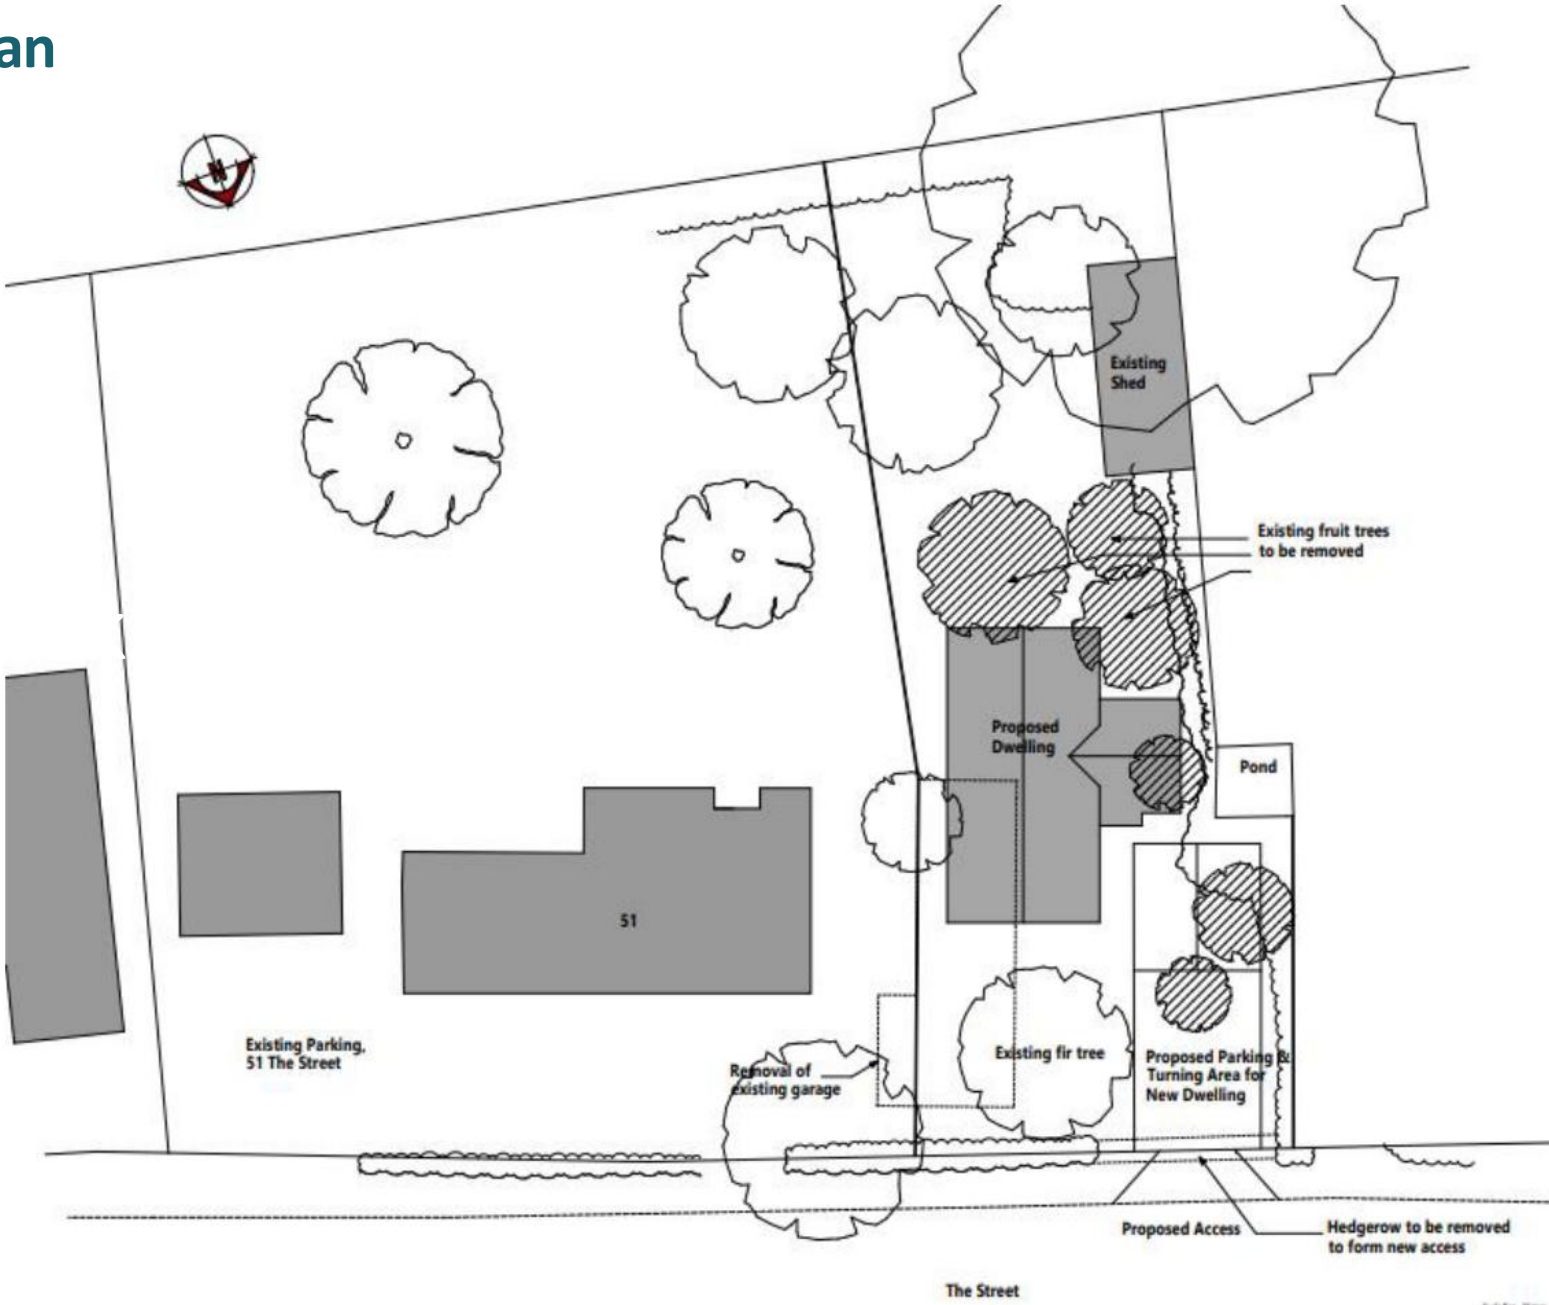 an
N
Existing
Shed
Existing fruit trees
to be removed
Proposed
Dwelling
Pond
51
Existing Parking,
51 The Street
Removal of
existing garage
Existing fir tree
Proposed Parking &
Turning Area for
New Dwelling
Proposed Access
Hedgerow to be removed
to form new access
The Street